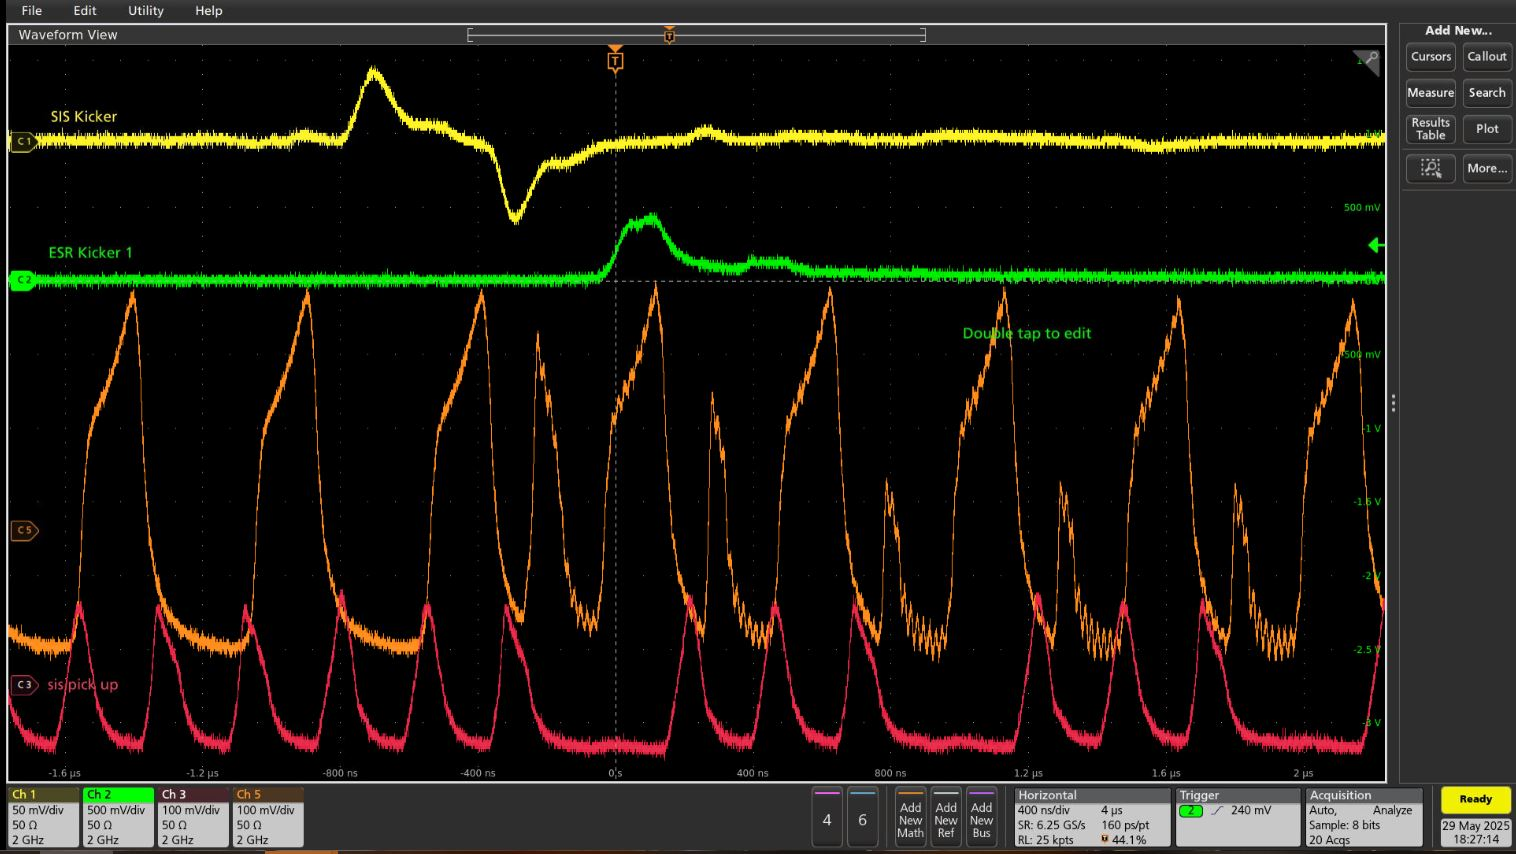 File Edit Utility Help
Waveform View
Add New...
Cursors Callout
Measure Search
Results Table Plot
More...
T
T
C 1
SIS Kicker
500 mV
C 2
ESR Kicker 1
Double tap to edit
-500 mV
-1 V
-1.5 V
C 5
-2 V
-2.5 V
C 3
sis pick up
-3 V
-1.6 µs -1.2 µs -800 ns -400 ns 0 s 400 ns 800 ns 1.2 µs 1.6 µs 2 µs
Ch 1
50 mV/div
50 Ω
2 GHz
Ch 2
500 mV/div
50 Ω
2 GHz
Ch 3
100 mV/div
50 Ω
2 GHz
Ch 5
100 mV/div
50 Ω
2 GHz
4
6
Add
New
Math
Add
New
Ref
Add
New
Bus
Horizontal
400 ns/div 4 µs
SR: 6.25 GS/s 160 ps/pt
RL: 25 kpts 44.1%
Trigger
2 240 mV
Acquisition
Auto, Analyze
Sample: 8 bits
20 Acqs
Ready
29 May 2025
18:27:14